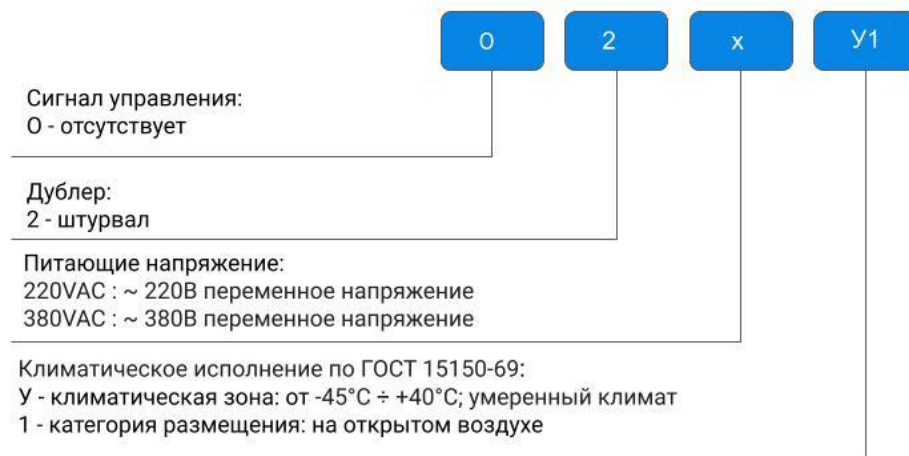 0 2 x У1
Сигнал управления:
О - отсутствует
Дублер:
2 - штурвал
Питающие напряжение:
220VAC : ~ 220В переменное напряжение
380VAC : ~ 380В переменное напряжение
Климатическое исполнение по ГОСТ 15150-69:
У - климатическая зона: от -45°C ÷ +40°C; умеренный климат
1 - категория размещения: на открытом воздухе